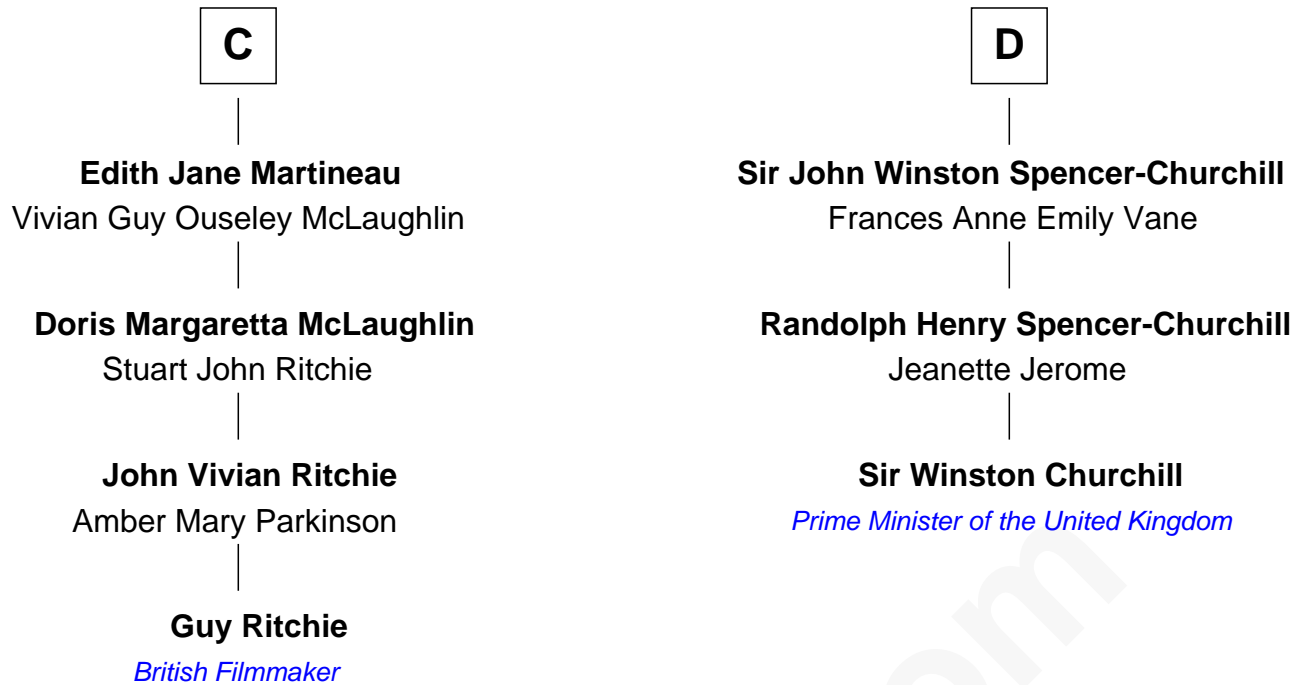 C
Edith Jane Martineau
Vivian Guy Ouseley McLaughlin
Doris Margaretta McLaughlin
Stuart John Ritchie
John Vivian Ritchie
Amber Mary Parkinson
Guy Ritchie
British Filmmaker
D
Sir John Winston Spencer-Churchill
Frances Anne Emily Vane
Randolph Henry Spencer-Churchill
Jeanette Jerome
Sir Winston Churchill
Prime Minister of the United Kingdom
om